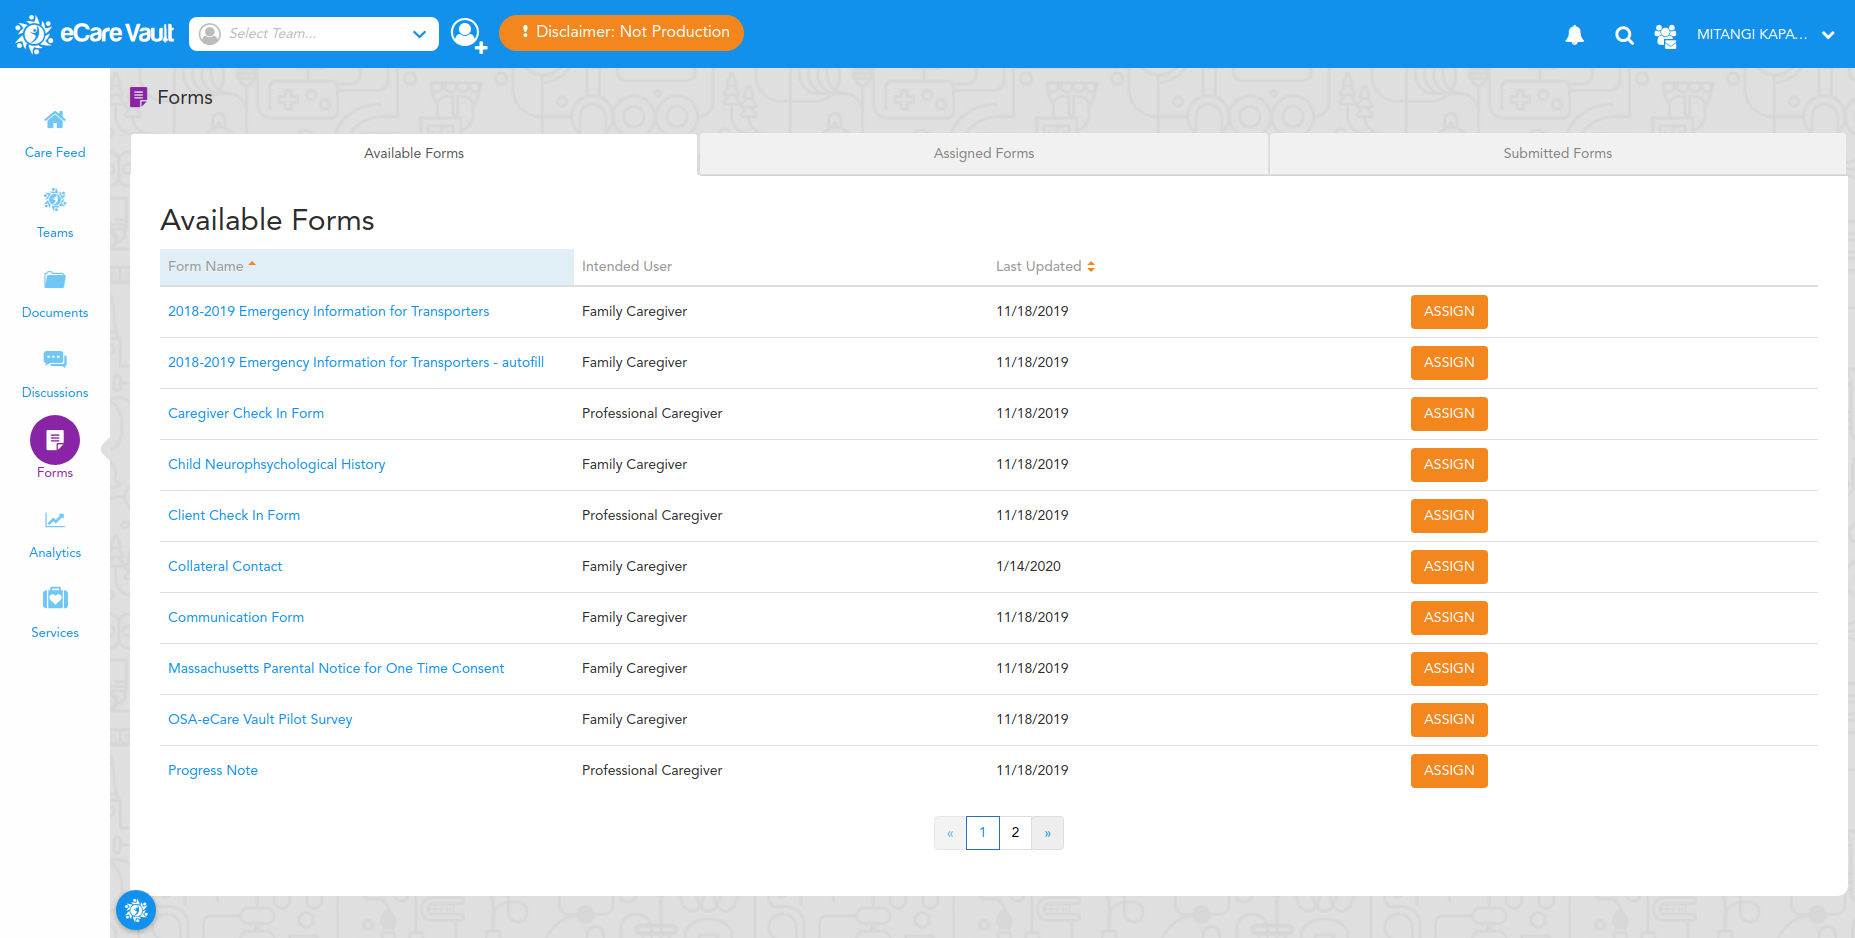 eCare Vault
Select Team...
! Disclaimer: Not Production
MITANGI KAPA...
Care Feed
Teams
Documents
Discussions
Forms
Analytics
Services
Forms
Available Forms
Assigned Forms
Submitted Forms
Available Forms
Form Name Intended User Last Updated
2018-2019 Emergency Information for Transporters Family Caregiver 11/18/2019 ASSIGN
2018-2019 Emergency Information for Transporters - autofill Family Caregiver 11/18/2019 ASSIGN
Caregiver Check In Form Professional Caregiver 11/18/2019 ASSIGN
Child Neurophsychological History Family Caregiver 11/18/2019 ASSIGN
Client Check In Form Professional Caregiver 11/18/2019 ASSIGN
Collateral Contact Family Caregiver 1/14/2020 ASSIGN
Communication Form Family Caregiver 11/18/2019 ASSIGN
Massachusetts Parental Notice for One Time Consent Family Caregiver 11/18/2019 ASSIGN
OSA-eCare Vault Pilot Survey Family Caregiver 11/18/2019 ASSIGN
Progress Note Professional Caregiver 11/18/2019 ASSIGN
« 1 2 »